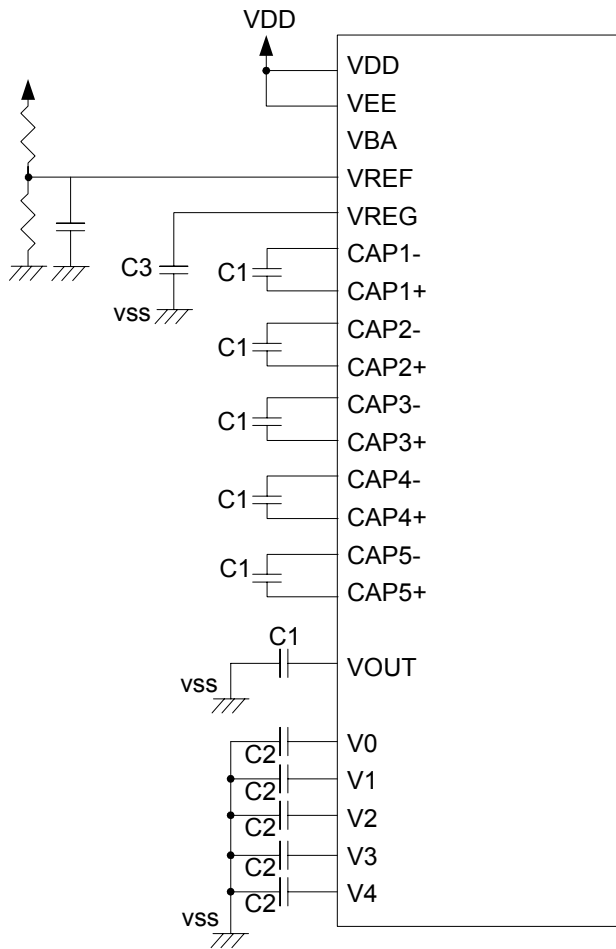 VDD
VDD
VEE
VBA
VREF
VREG
C3
vss
CAP1-
C1
CAP1+
CAP2-
C1
CAP2+
CAP3-
C1
CAP3+
CAP4-
C1
CAP4+
CAP5-
C1
CAP5+
C1
VOUT
vss
V0
C2
V1
C2
V2
C2
V3
C2
V4
C2
vss